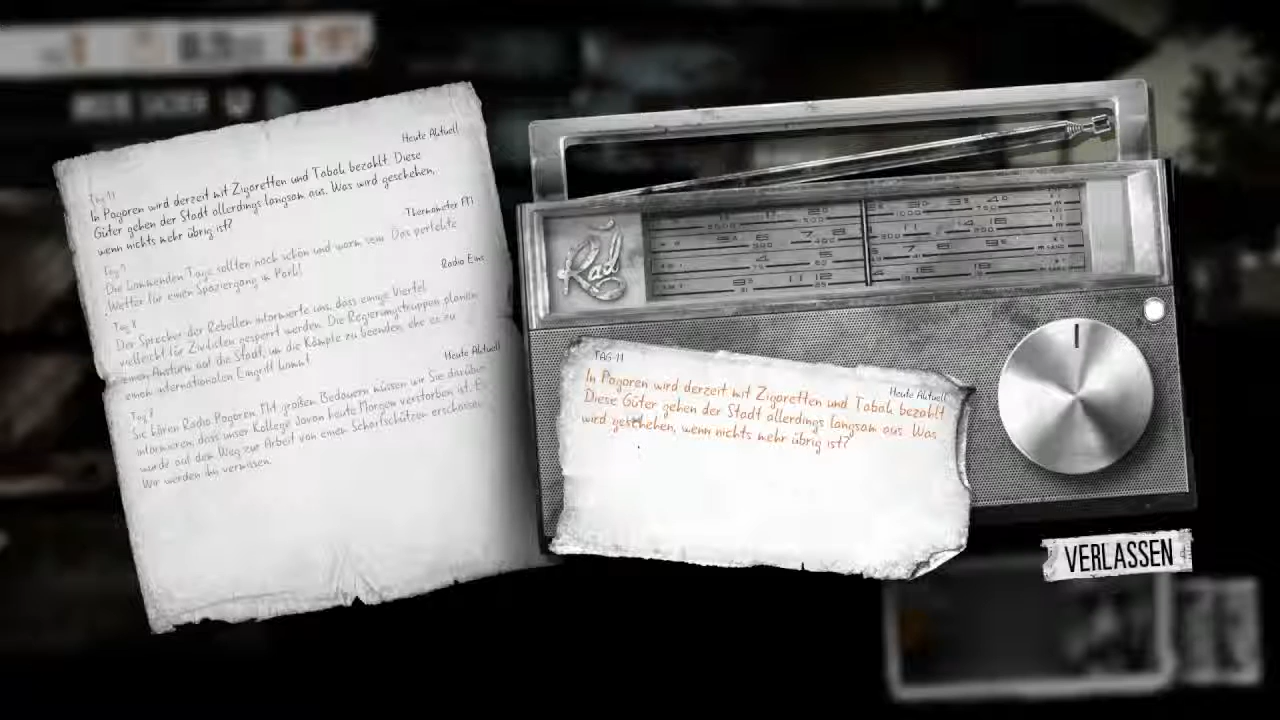 Heute Aktuell
Tag 11
In Pogoren wird derzeit mit Zigaretten und Tabak bezahlt. Diese
Güter gehen der Stadt allerdings langsam aus. Was wird geschehen,
wenn nichts mehr übrig ist?
Thermometer FM
Tag
Die kommenden Tage sollten noch schön und warm sein. Das perfekte
Wetter für einen Spaziergang im Park!
Radio Eins
Tag 8
Der Sprecher der Rebellen informierte uns, dass einige Viertel
vielleicht für Zivilisten gesperrt werden. Die Regierungstruppen planen
einen Ansturm auf die Stadt, um die Kämpfe zu beenden, ehe es zu
einem internationalen Eingriff kommt.
Heute Aktuell
Tag
Sie hören Radio Pogoren. Mit großem Bedauern müssen wir Sie darüber
informieren, dass unser Kollege Jovan heute Morgen verstorben ist. Er
wurde auf dem Weg zur Arbeit von einem Scharfschützen erschossen.
Wir werden ihn vermissen.
Rad
TAG 11
Heute Aktuell
In Pogoren wird derzeit mit Zigaretten und Tabak bezahlt.
Diese Güter gehen der Stadt allerdings langsam aus. Was
wird geschehen, wenn nichts mehr übrig ist?
VERLASSEN